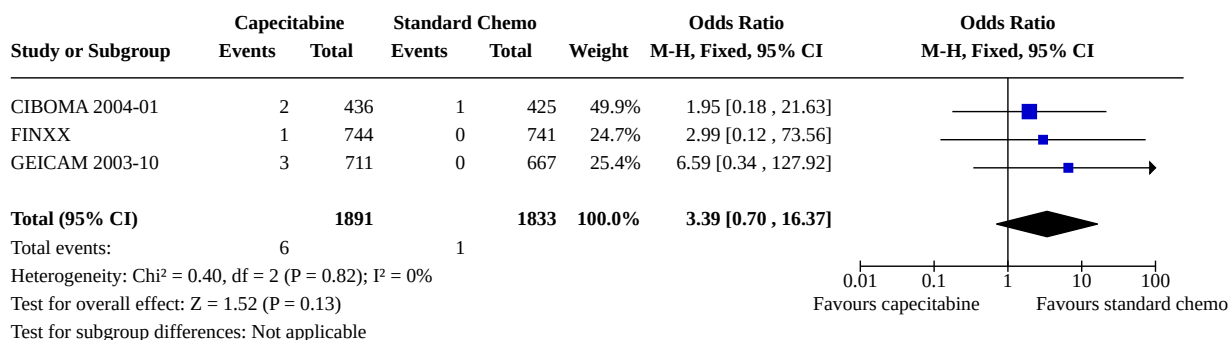 Capecitabine Standard Chemo Odds Ratio Odds Ratio
Study or Subgroup Events Total Events Total Weight M-H, Fixed, 95% CI M-H, Fixed, 95% CI
CIBOMA 2004-01 2 436 1 425 49.9% 1.95 [0.18 , 21.63]
FINXX 1 744 0 741 24.7% 2.99 [0.12 , 73.56]
GEICAM 2003-10 3 711 0 667 25.4% 6.59 [0.34 , 127.92]
Total (95% CI) 1891 1833 100.0% 3.39 [0.70 , 16.37]
Total events: 6 1
Heterogeneity: Chi² = 0.40, df = 2 (P = 0.82); I² = 0%
0.01 0.1 1 10 100
Test for overall effect: Z = 1.52 (P = 0.13)
Favours capecitabine Favours standard chemo
Test for subgroup differences: Not applicable